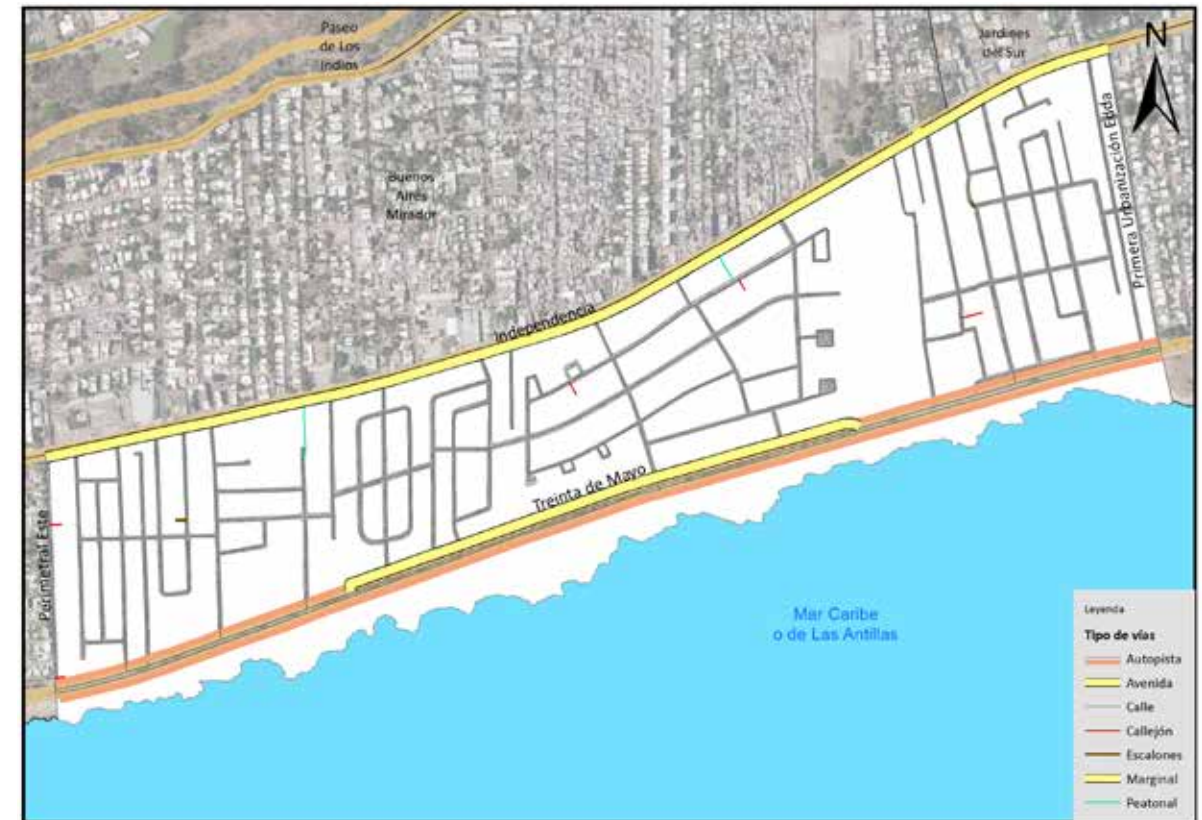 Paseo
de Los
Indios
Jardines
del Sur
N
Buenos
Aires
Mirador
Primera Urbanización Edda
Independencia
Treinta de Mayo
Perimetral Este
Mar Caribe
o de Las Antillas
Leyenda
Tipo de vías
Autopista
Avenida
Calle
Callejón
Escalones
Marginal
Peatonal